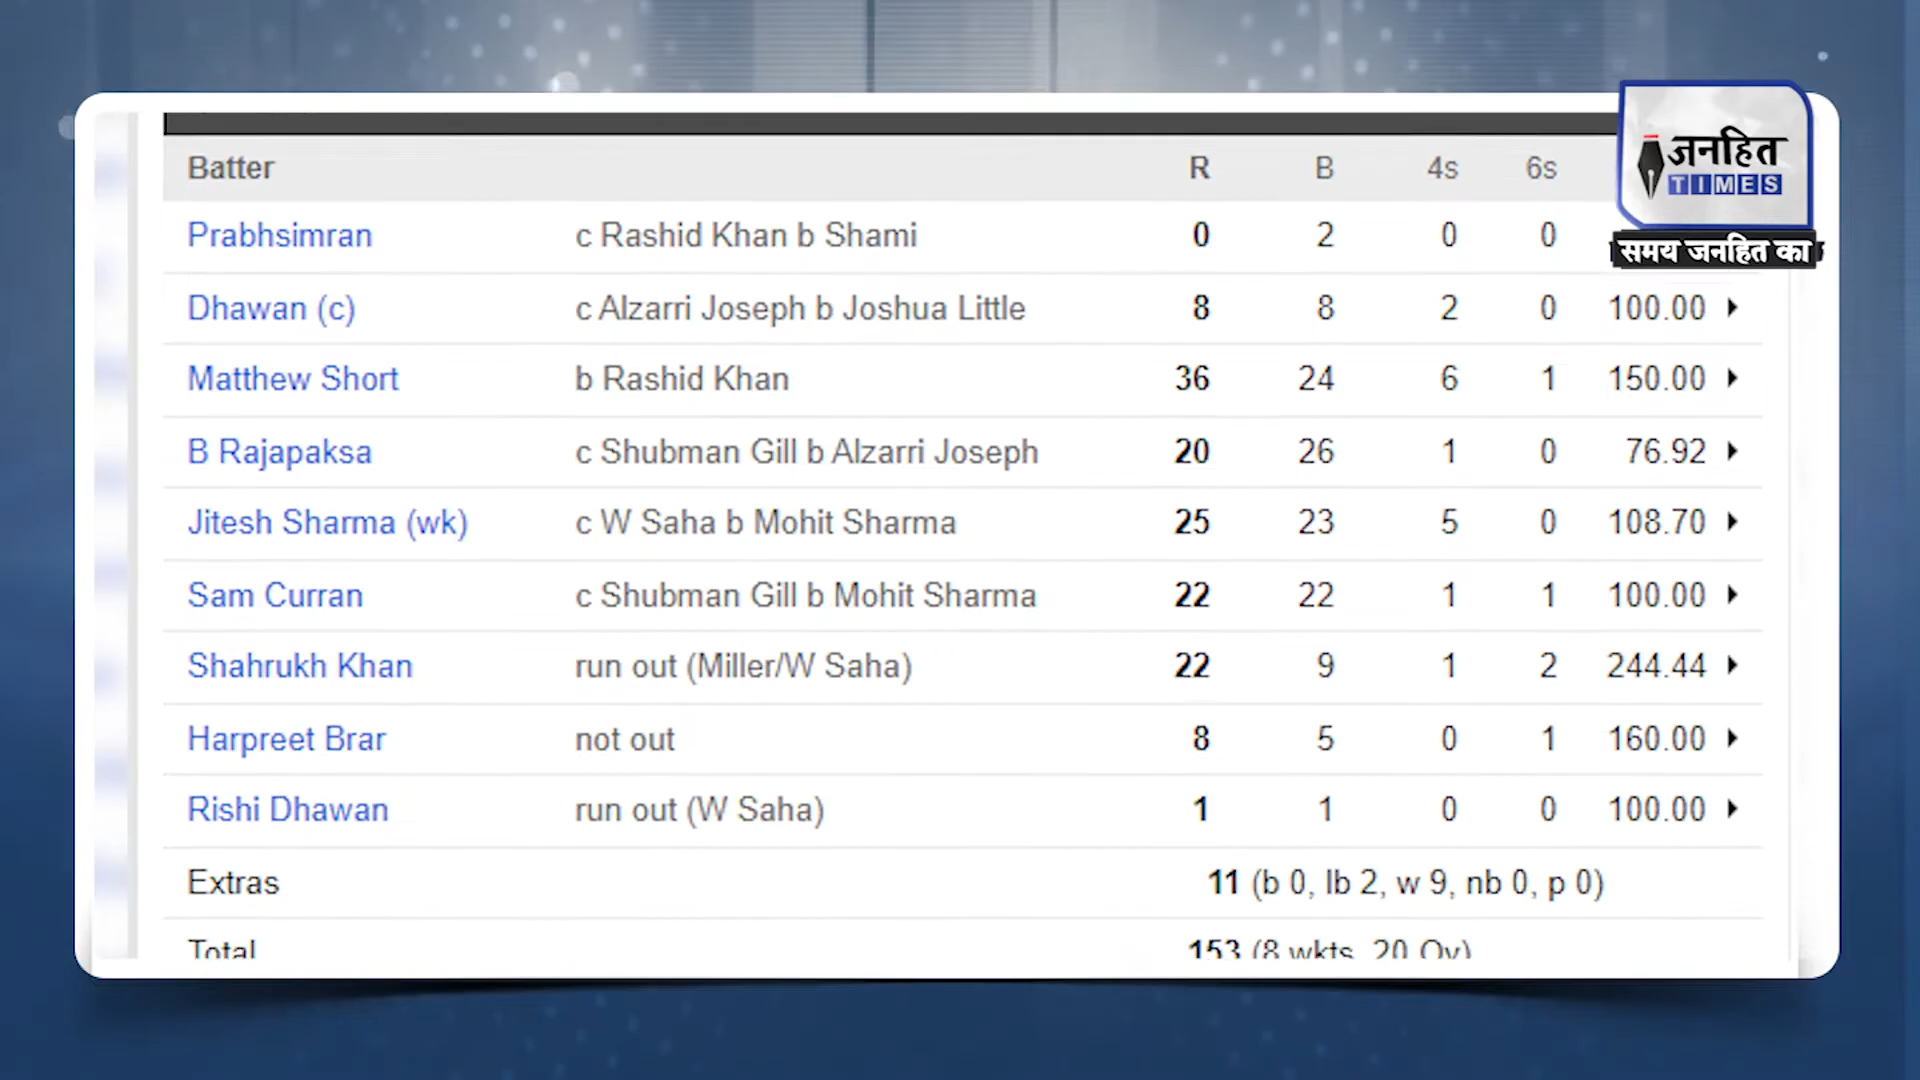 Batter R B 4s 6s
Prabhsimran c Rashid Khan b Shami 0 2 0 0
Dhawan (c) c Alzarri Joseph b Joshua Little 8 8 2 0 100.00
Matthew Short b Rashid Khan 36 24 6 1 150.00
B Rajapaksa c Shubman Gill b Alzarri Joseph 20 26 1 0 76.92
Jitesh Sharma (wk) c W Saha b Mohit Sharma 25 23 5 0 108.70
Sam Curran c Shubman Gill b Mohit Sharma 22 22 1 1 100.00
Shahrukh Khan run out (Miller/W Saha) 22 9 1 2 244.44
Harpreet Brar not out 8 5 0 1 160.00
Rishi Dhawan run out (W Saha) 1 1 0 0 100.00
Extras 11 (b 0, lb 2, w 9, nb 0, p 0)
Total 153 (8 wkts, 20 Ov)
जनहित
TIMES
समय जनहित का